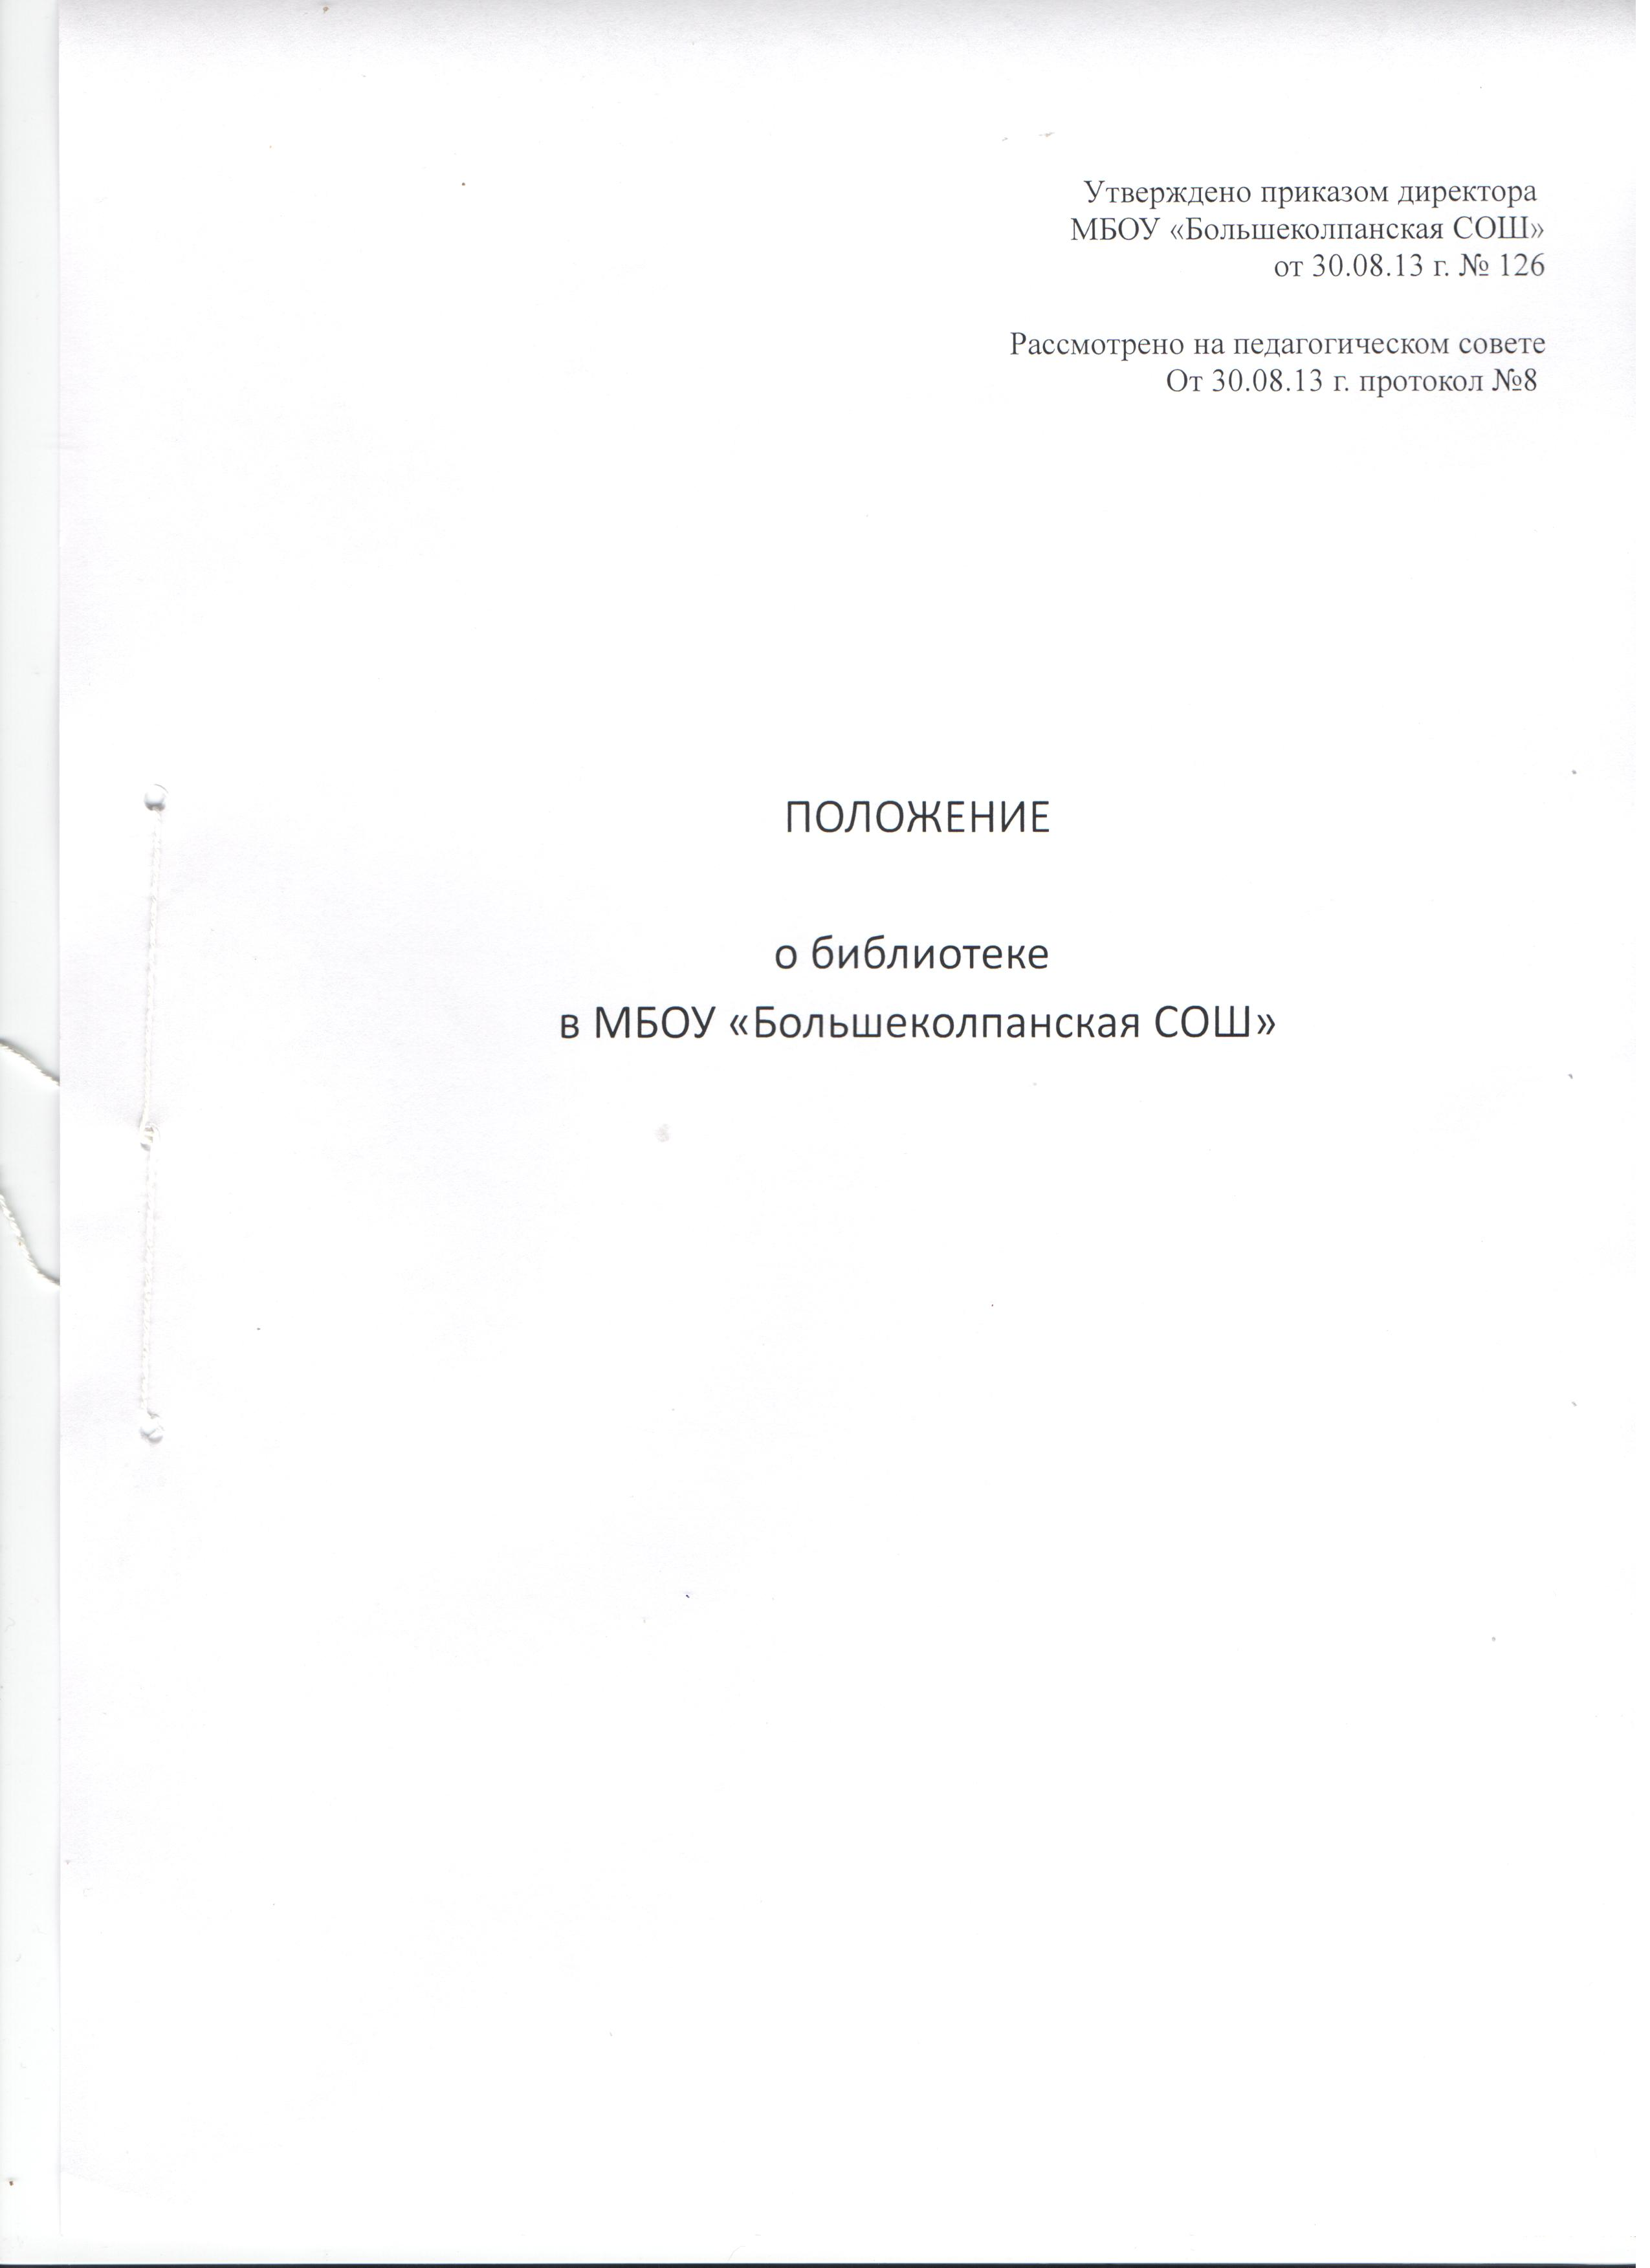 Утверждено приказом директора
МБОУ «Большеколпанская СОШ»
от 30.08.13 г. № 126
Рассмотрено на педагогическом совете
От 30.08.13 г. протокол №8
ПОЛОЖЕНИЕ
о библиотеке
в МБОУ «Большеколпанская СОШ»